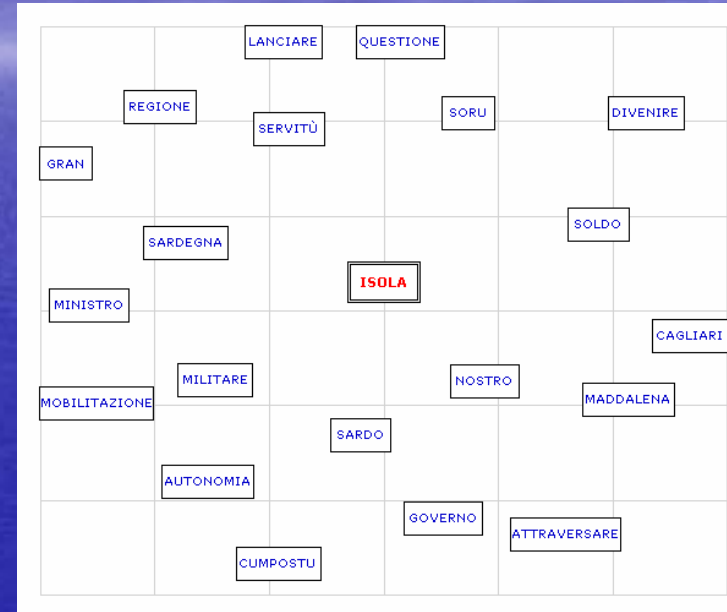 LANCIARE
QUESTIONE
REGIONE
SORU
DIVENIRE
SERVITÙ
GRAN
SOLDO
SARDEGNA
ISOLA
MINISTRO
CAGLIARI
MILITARE
NOSTRO
MADDALENA
MOBILITAZIONE
SARDO
AUTONOMIA
GOVERNO
ATTRAVERSARE
CUMPOSTU